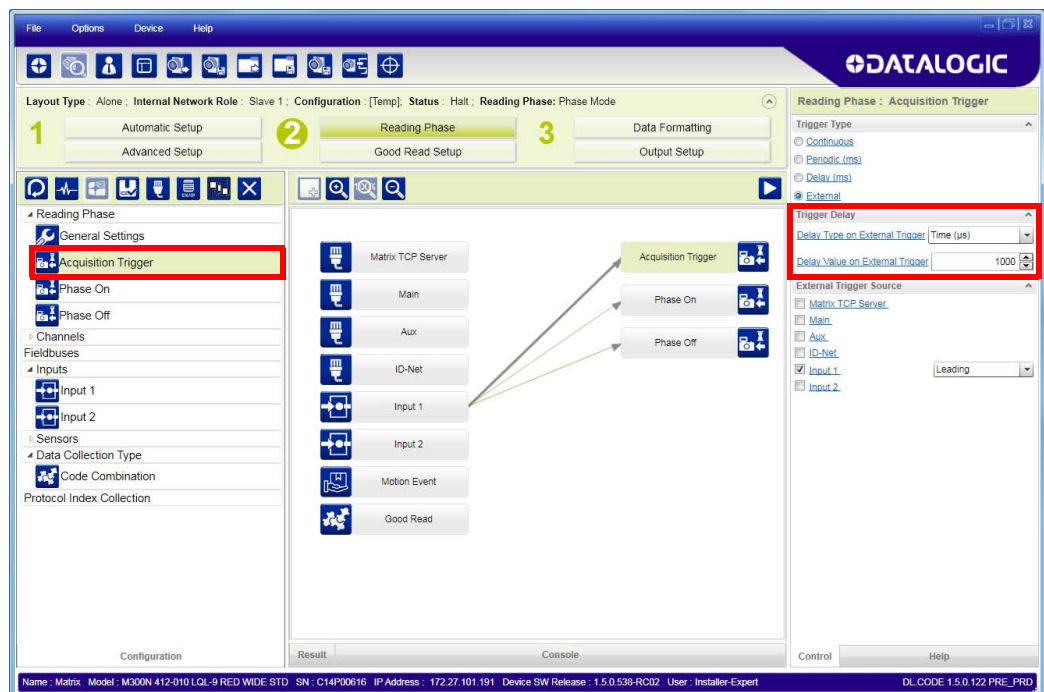 File Options Device Help
DATALOGIC
Layout Type : Alone ; Internal Network Role : Slave 1 ; Configuration : [Temp]; Status : Halt ; Reading Phase: Phase Mode
1 Automatic Setup
Advanced Setup
2 Reading Phase
Good Read Setup
3 Data Formatting
Output Setup
Reading Phase
General Settings
Acquisition Trigger
Phase On
Phase Off
Channels
Fieldbuses
Inputs
Input 1
Input 2
Sensors
Data Collection Type
Code Combination
Protocol Index Collection
Configuration
100%
Matrix TCP Server
Main
Aux
ID-Net
Input 1
Input 2
Motion Event
Good Read
Acquisition Trigger
Phase On
Phase Off
Result Console
Reading Phase : Acquisition Trigger
Trigger Type
Continuous
Periodic (ms)
Delay (ms)
External
Trigger Delay
Delay Type on External Trigger Time (µs)
Delay Value on External Trigger 1000
External Trigger Source
Matrix TCP Server
Main
Aux
ID-Net
Input 1 Leading
Input 2
Control Help
Name : Matrix Model : M300N 412-010 LQL-9 RED WIDE STD SN : C14P00616 IP Address : 172.27.101.191 Device SW Release : 1.5.0.538-RC02 User : Installer-Expert DL.CODE 1.5.0.122 PRE_PRD